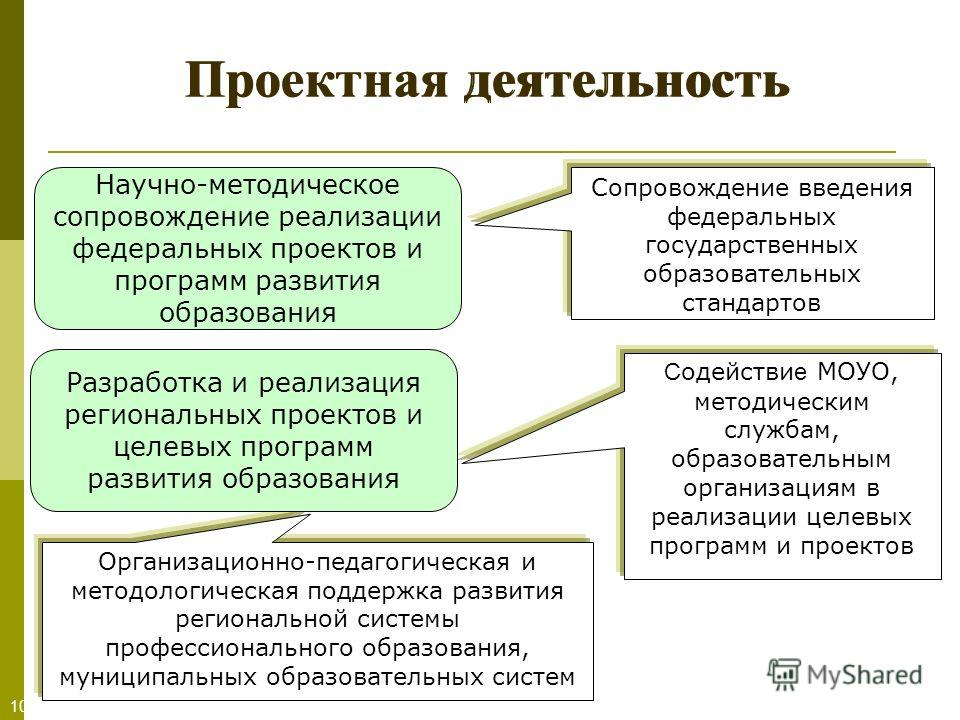 Проектная деятельность
Научно-методическое
сопровождение реализации
федеральных проектов и
программ развития
образования
Сопровождение введения
федеральных
государственных
образовательных
стандартов
Разработка и реализация
региональных проектов и
целевых программ
развития образования
Содействие МОУО,
методическим
службам,
образовательным
организациям в
реализации целевых
программ и проектов
Организационно-педагогическая и
методологическая поддержка развития
региональной системы
профессионального образования,
муниципальных образовательных систем
10
MyShared